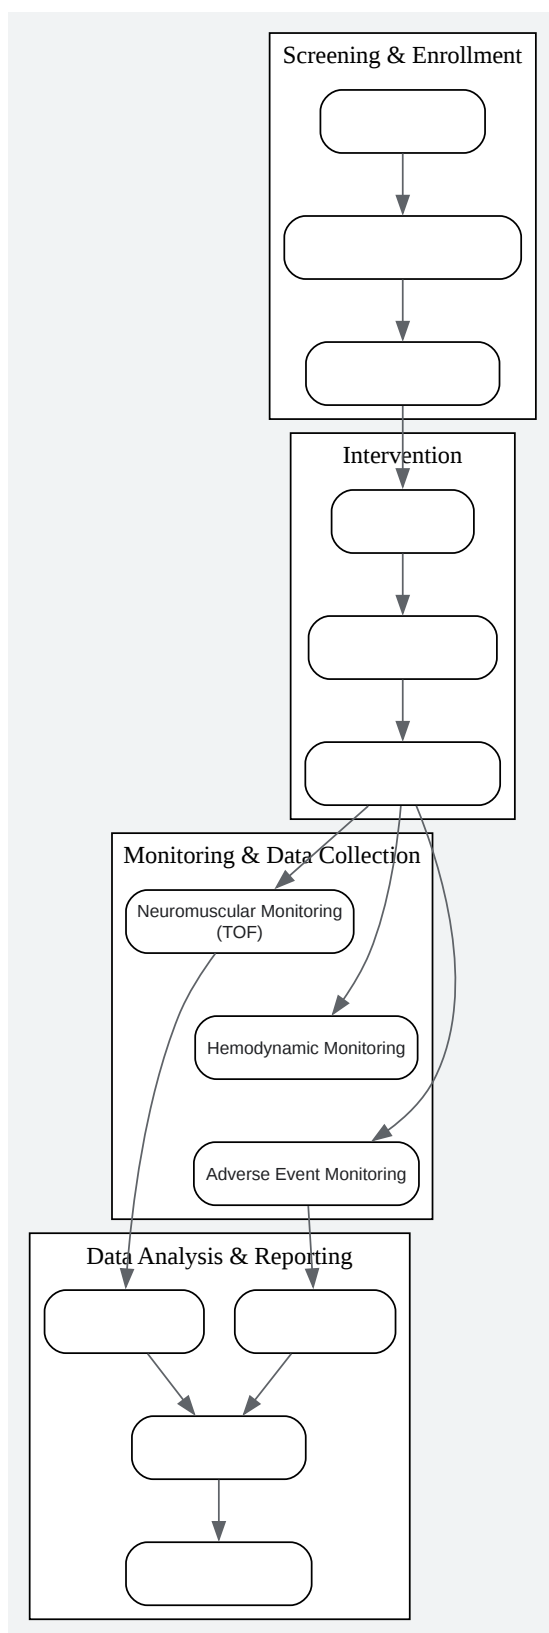 Screening & Enrollment
Intervention
Monitoring & Data Collection
Neuromuscular Monitoring
(TOF)
Hemodynamic Monitoring
Adverse Event Monitoring
Data Analysis & Reporting